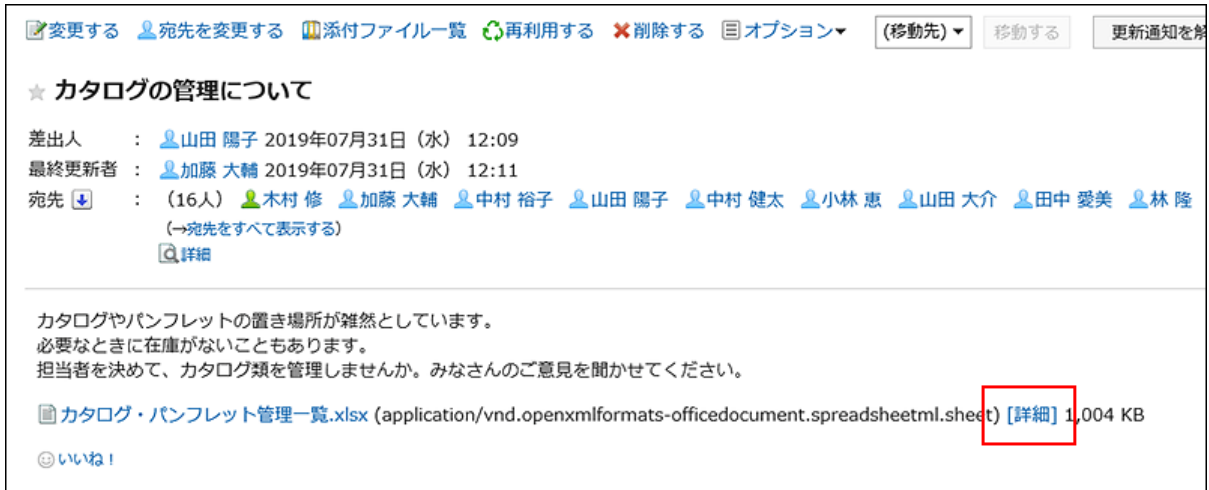 変更する 宛先を変更する 添付ファイル一覧 再利用する 削除する オプション (移動先) 移動する 更新通知を解
カタログの管理について
差出人 : 山田 陽子 2019年07月31日（水） 12:09
最終更新者 : 加藤 大輔 2019年07月31日（水） 12:11
宛先 : （16人） 木村 修 加藤 大輔 中村 裕子 山田 陽子 中村 健太 小林 恵 山田 大介 田中 愛美 林 隆
（→宛先をすべて表示する）
詳細
カタログやパンフレットの置き場所が雑然としています。
必要なときに在庫がないこともあります。
担当者を決めて、カタログ類を管理しませんか。みなさんのご意見を聞かせてください。
カタログ・パンフレット管理一覧.xlsx (application/vnd.openxmlformats-officedocument.spreadsheetml.sheet) [詳細] 1,004 KB
いいね！